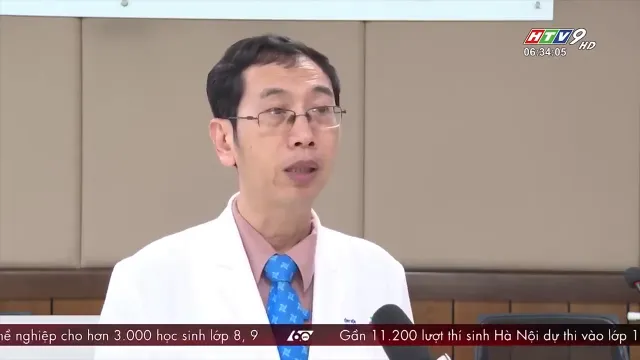 HTV9 HD
06:34:05
nghiệp cho hơn 3.000 học sinh lớp 8, 9 60 Gần 11.200 lượt thí sinh Hà Nội dự thi vào lớp 1